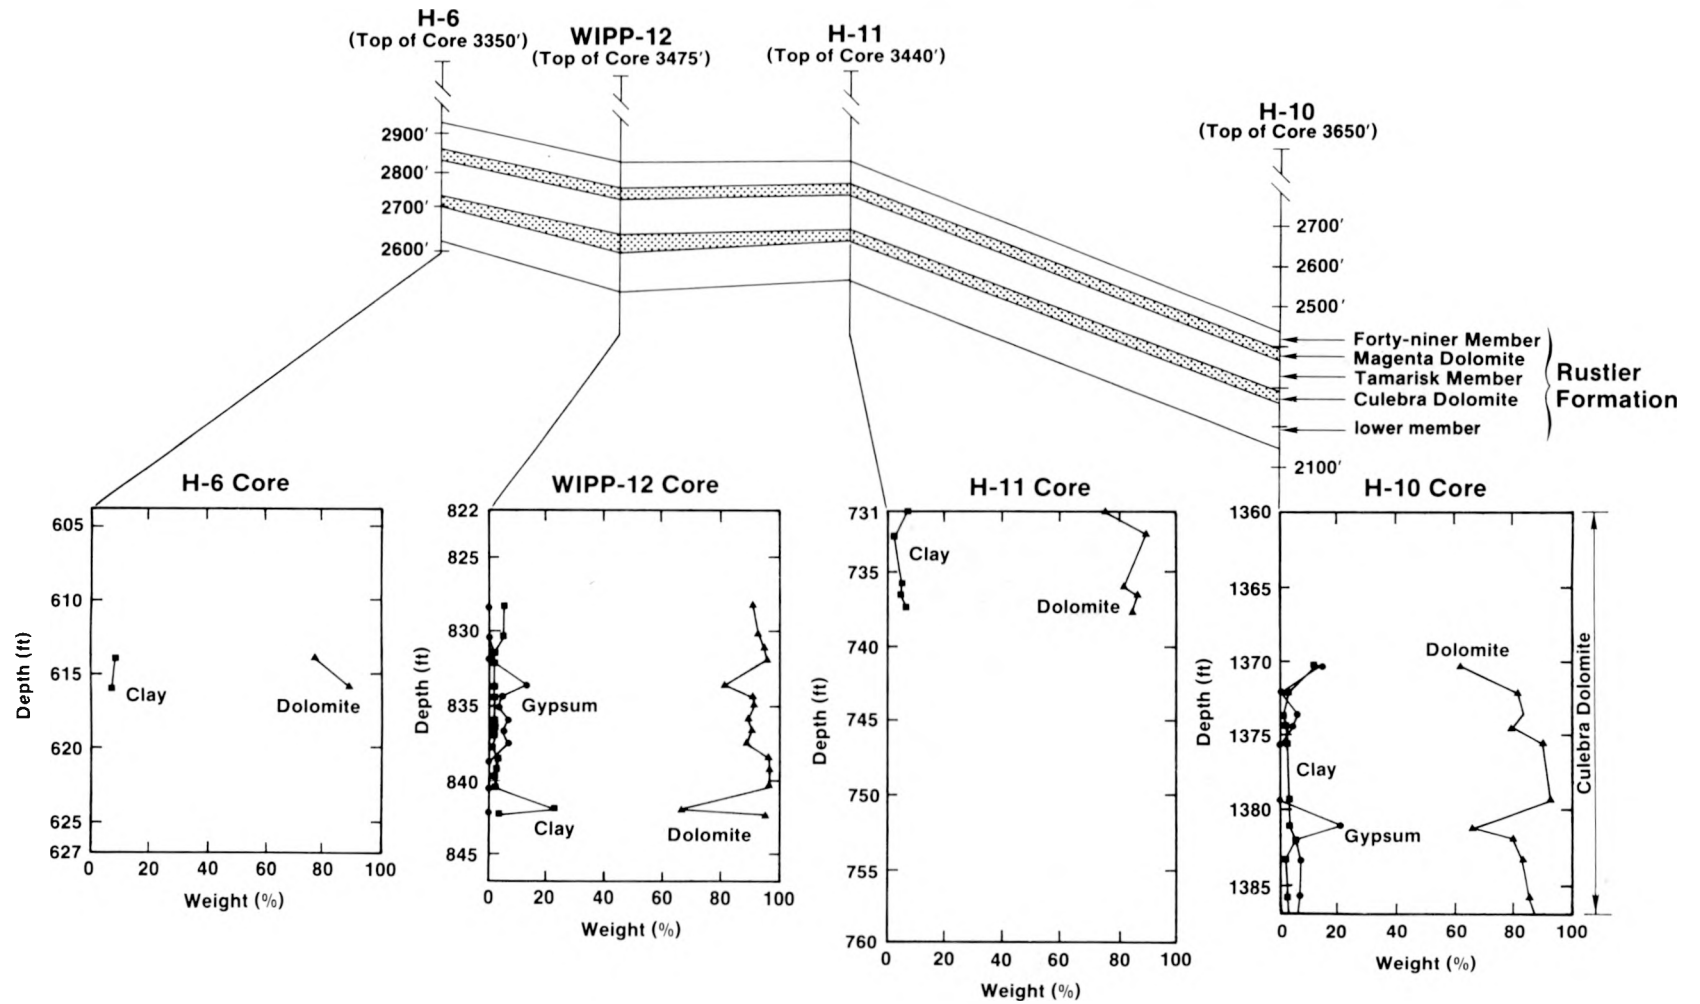 H-6
(Top of Core 3350')
WIPP-12
(Top of Core 3475')
H-11
(Top of Core 3440')
H-10
(Top of Core 3650')
2900'
2800'
2700'
2600'
2700'
2600'
2500'
2100'
Forty-niner Member
Magenta Dolomite
Tamarisk Member
Culebra Dolomite
lower member
Rustler
Formation
H-6 Core
605
610
615
620
625
627
Depth (ft)
Clay
Dolomite
0 20 40 60 80 100
Weight (%)
WIPP-12 Core
822
825
830
835
840
845
Depth (ft)
Gypsum
Clay
Dolomite
0 20 40 60 80 100
Weight (%)
H-11 Core
731
735
740
745
750
755
760
Depth (ft)
Clay
Dolomite
0 20 40 60 80 100
Weight (%)
H-10 Core
1360
1365
1370
1375
1380
1385
Depth (ft)
Dolomite
Clay
Gypsum
0 20 40 60 80 100
Weight (%)
Culebra Dolomite